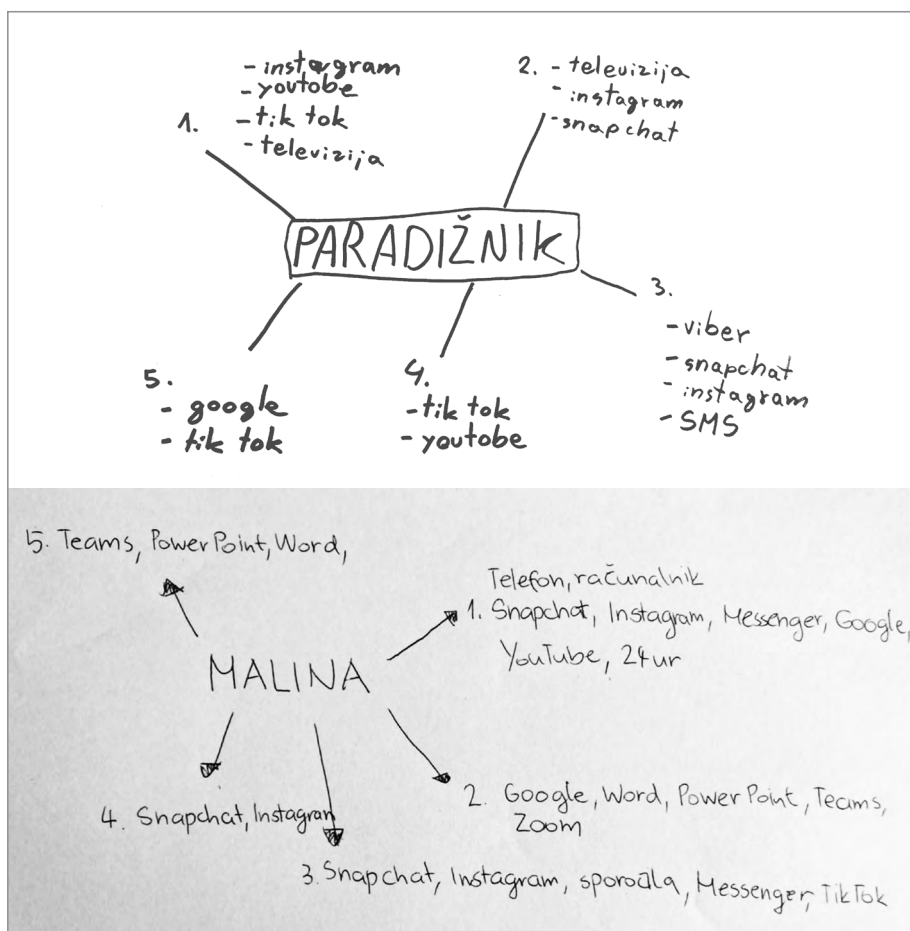 1.
- instagram
- youtobe
- tik tok
- televizija
2. - televizija
- instagram
- snapchat
PARADIŽNIK
3.
- viber
- snapchat
- instagram
- SMS
4.
- tik tok
- youtobe
5.
- google
- tik tok
5. Teams, PowerPoint, Word,
Telefon, računalnik
1. Snapchat, Instagram, Messenger, Google,
YouTube, 24ur
MALINA
2. Google, Word, PowerPoint, Teams,
Zoom
4. Snapchat, Instagram
3. Snapchat, Instagram, sporočila, Messenger, TikTok